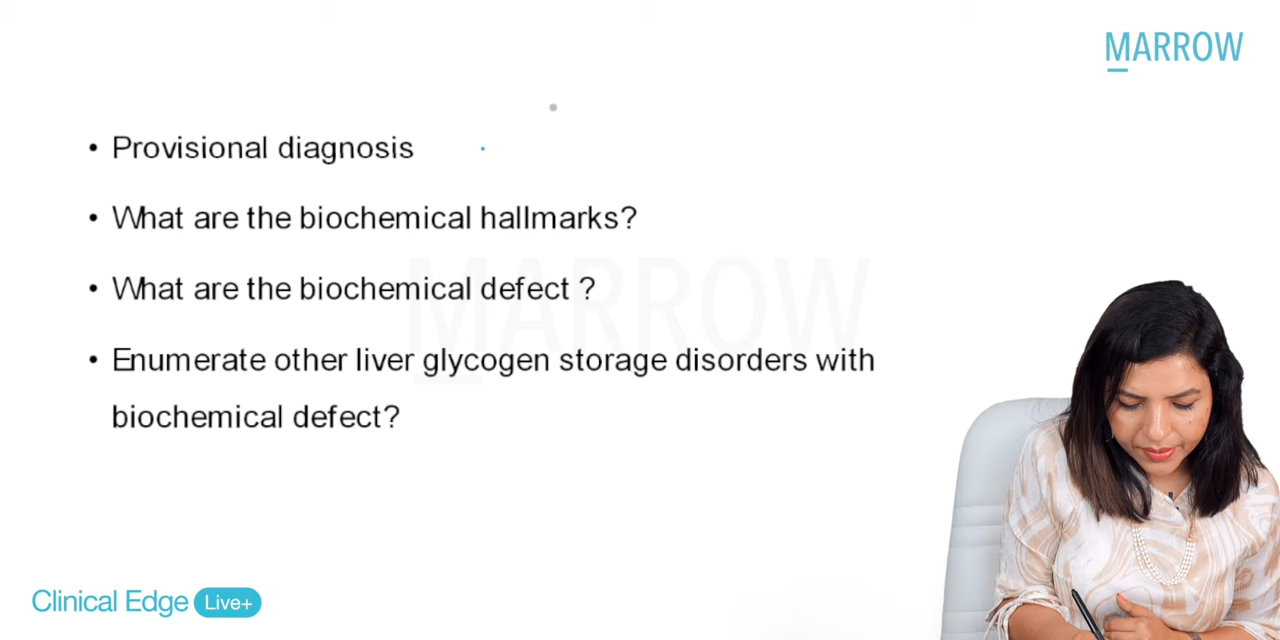 MARROW
• Provisional diagnosis
• What are the biochemical hallmarks?
• What are the biochemical defect ?
MARROW
• Enumerate other liver glycogen storage disorders with
biochemical defect?
Clinical Edge Live+